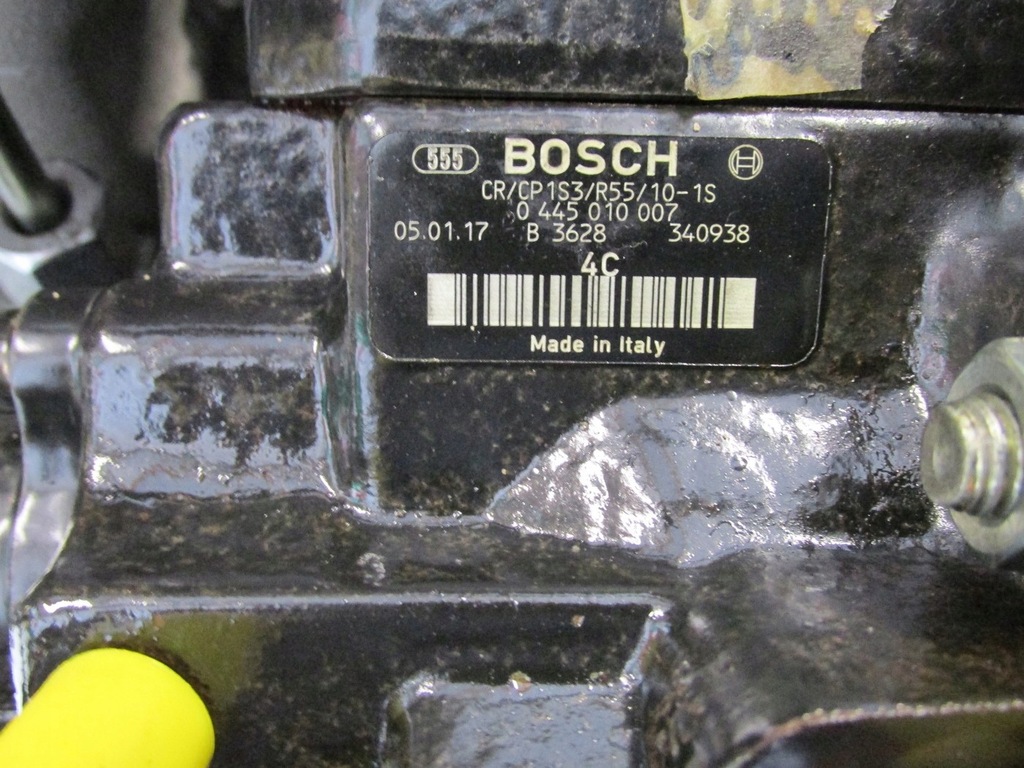 555 BOSCH
CR/CP1S3/R55/10-1S
0 445 010 007
05.01.17 B 3628 340938
4C
Made in Italy